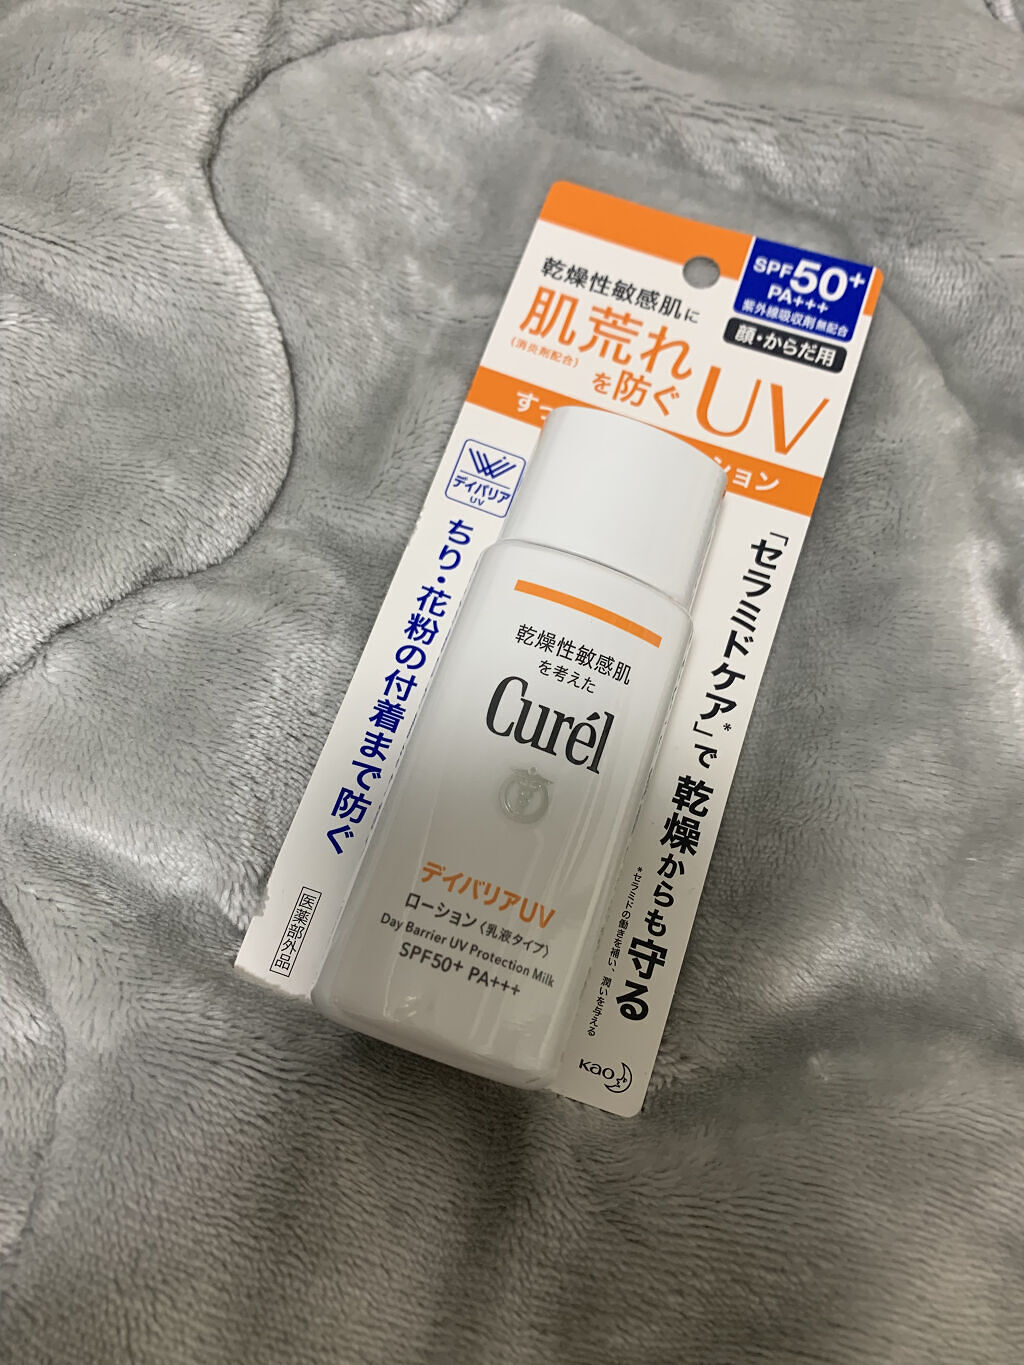 SPF50+
PA+++
紫外線吸収剤無配合
顔・からだ用
乾燥性敏感肌に
肌荒れ
(消炎剤配合)
を防ぐ
UV
すっ
ション
デイバリア
UV
ちり・花粉の付着まで防ぐ
医薬部外品
「セラミドケア」*で乾燥からも守る
*セラミドの働きを補い、潤いを与える
Kao
乾燥性敏感肌
を考えた
Curél
デイバリアUV
ローション〈乳液タイプ〉
Day Barrier UV Protection Milk
SPF50+ PA+++